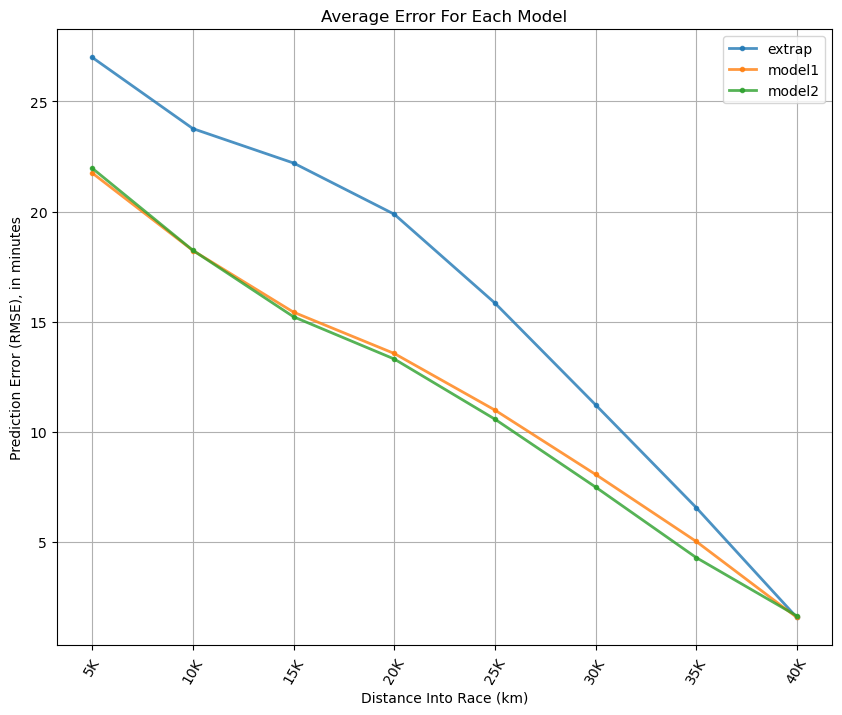 Average Error For Each Model
extrap
model1
model2
Prediction Error (RMSE), in minutes
25
20
15
10
5
5K
10K
15K
20K
25K
30K
35K
40K
Distance Into Race (km)